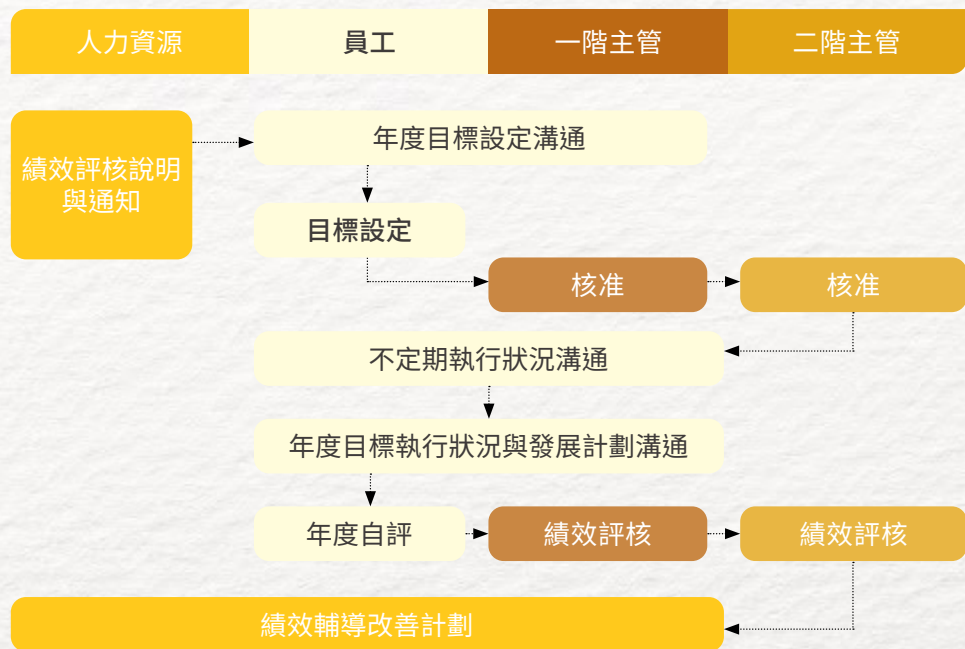 人力資源
員工
一階主管
二階主管
績效評核說明
與通知
年度目標設定溝通
目標設定
核准
核准
不定期執行狀況溝通
年度目標執行狀況與發展計劃溝通
年度自評
績效評核
績效評核
績效輔導改善計劃